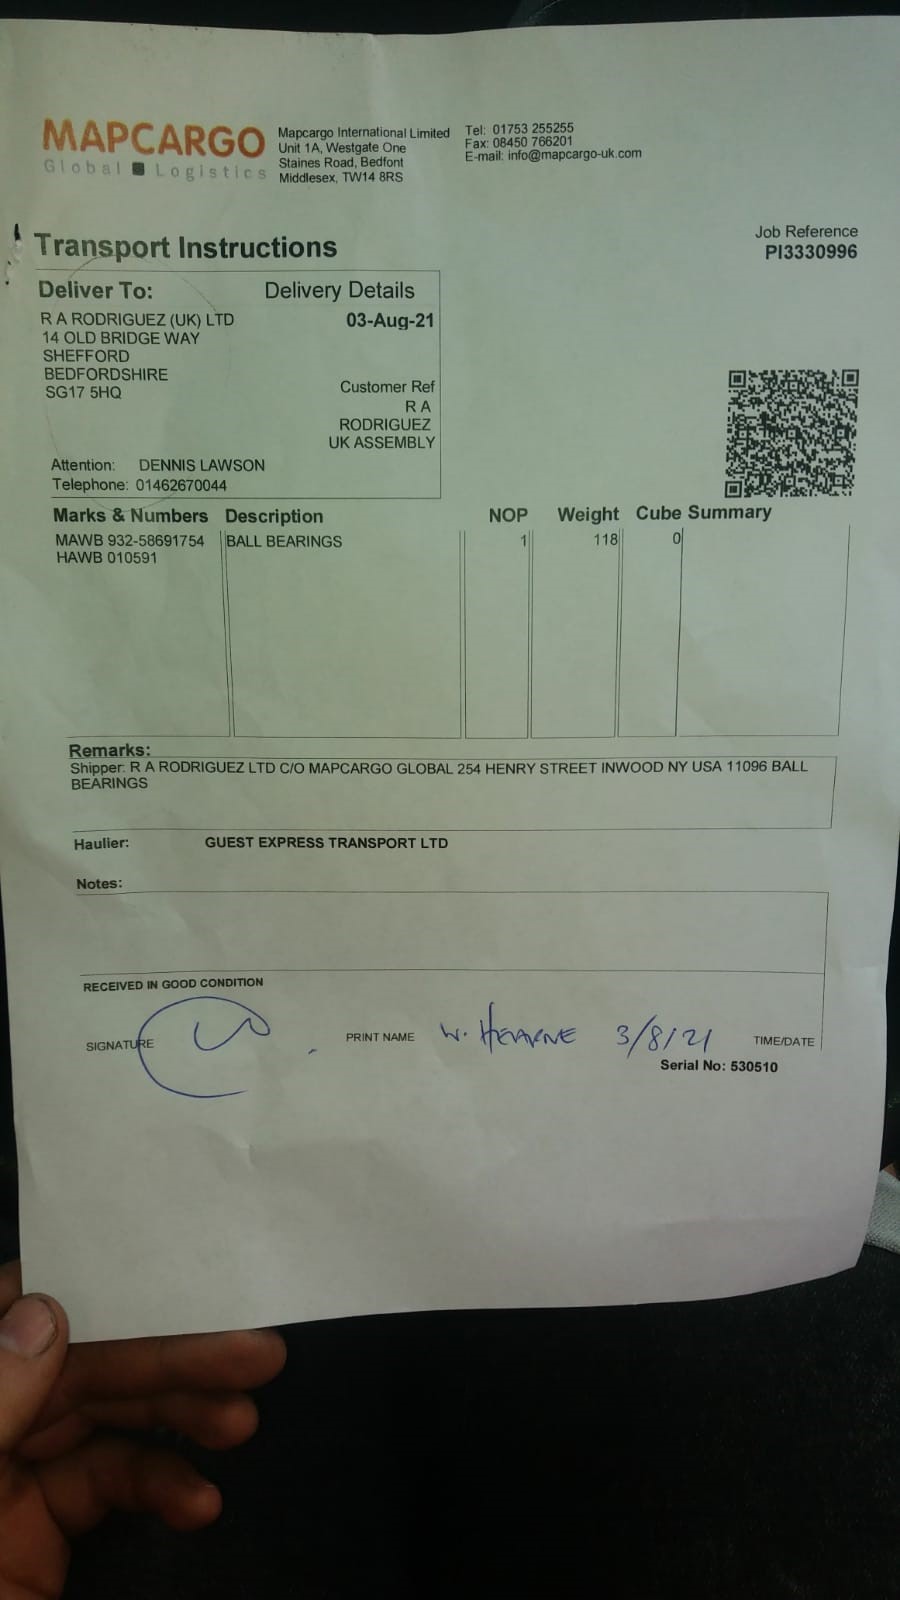 MAPCARGO
Global Logistics
Mapcargo International Limited
Unit 1A, Westgate One
Staines Road, Bedfont
Middlesex, TW14 8RS
Tel: 01753 255255
Fax: 08450 766201
E-mail: info@mapcargo-uk.com
Transport Instructions
Job Reference
PI3330996
Deliver To:
R A RODRIGUEZ (UK) LTD
14 OLD BRIDGE WAY
SHEFFORD
BEDFORDSHIRE
SG17 5HQ
Delivery Details
03-Aug-21
Customer Ref
R A
RODRIGUEZ
UK ASSEMBLY
Attention: DENNIS LAWSON
Telephone: 01462670044
Marks & Numbers Description NOP Weight Cube Summary
MAWB 932-58691754 BALL BEARINGS 1 118 0
HAWB 010591
Remarks:
Shipper: R A RODRIGUEZ LTD C/O MAPCARGO GLOBAL 254 HENRY STREET INWOOD NY USA 11096 BALL
BEARINGS
Haulier: GUEST EXPRESS TRANSPORT LTD
Notes:
RECEIVED IN GOOD CONDITION
SIGNATURE PRINT NAME W. HEARNE 3/8/21 TIME/DATE
Serial No: 530510